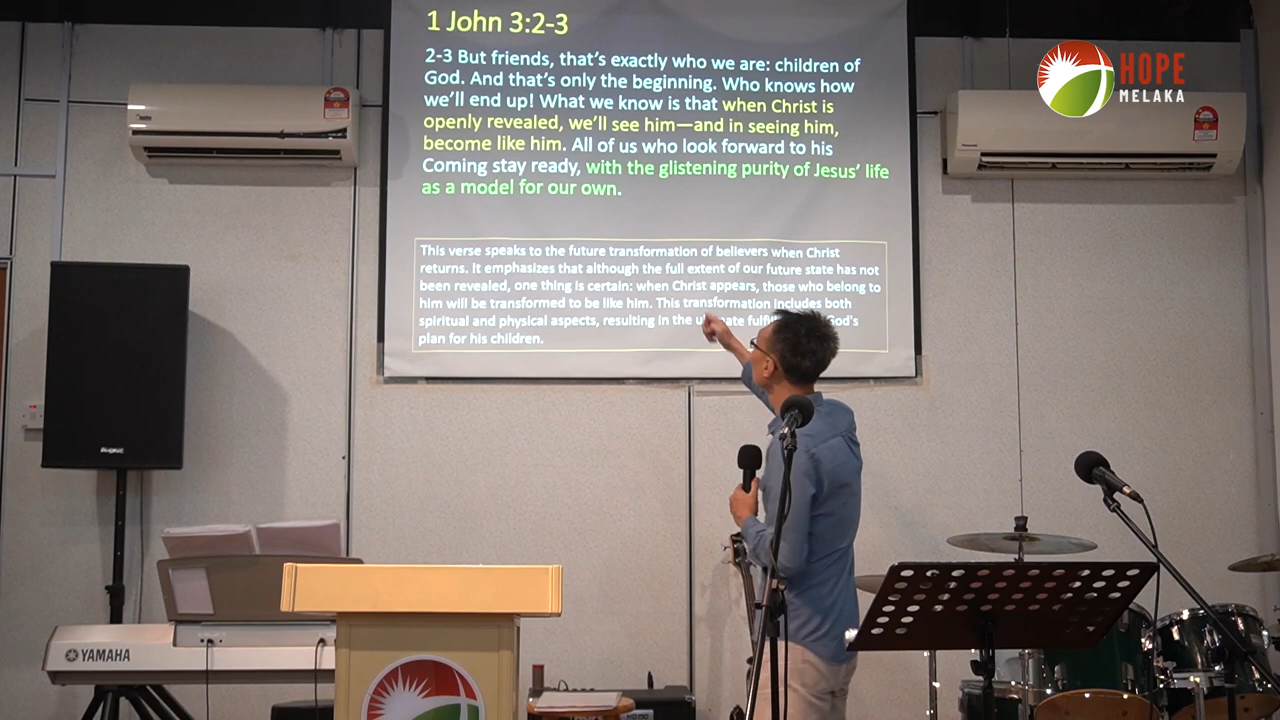 1 John 3:2-3
2-3 But friends, that's exactly who we are: children of
God. And that's only the beginning. Who knows how
we'll end up! What we know is that when Christ is
openly revealed, we'll see him—and in seeing him,
become like him. All of us who look forward to his
Coming stay ready, with the glistening purity of Jesus' life
as a model for our own.
This verse speaks to the future transformation of believers when Christ
returns. It emphasizes that although the full extent of our future state has not
been revealed, one thing is certain: when Christ appears, those who belong to
him will be transformed to be like him. This transformation includes both
spiritual and physical aspects, resulting in the God's
plan for his children.
HOPE
MELAKA
YAMAHA